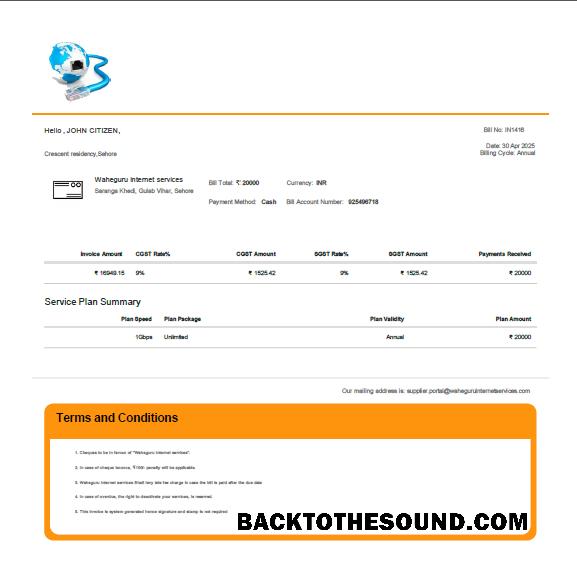 Hello , JOHN CITIZEN,
Bill No: IN1416
Crescent residency,Sehore
Date: 30 Apr 2025
Billing Cycle: Annual
Waheguru internet services
Saranga Khedi, Gulab Vihar, Sehore
Bill Total: ₹ 20000 Currency: INR
Payment Method: Cash Bill Account Number: 925496718
Invoice Amount CGST Rate% CGST Amount SGST Rate% SGST Amount Payments Received
₹ 16949.15 9% ₹ 1525.42 9% ₹ 1525.42 ₹ 20000
Service Plan Summary
Plan Speed Plan Package Plan Validity Plan Amount
1Gbps Unlimited Annual ₹ 20000
Our mailing address is: supplier.portal@waheguruinternetservices.com
Terms and Conditions
1. Cheques to be in favour of "Waheguru internet services".
2. In case of cheque bounce, ₹100/- penalty will be applicable.
3. Waheguru internet services Shall levy late fee charge in case the bill is paid after the due date
4. In case of overdue, the right to deactivate your services, is reserved.
5. This invoice is system generated hence signature and stamp is not required
BACKTOTHESOUND.COM